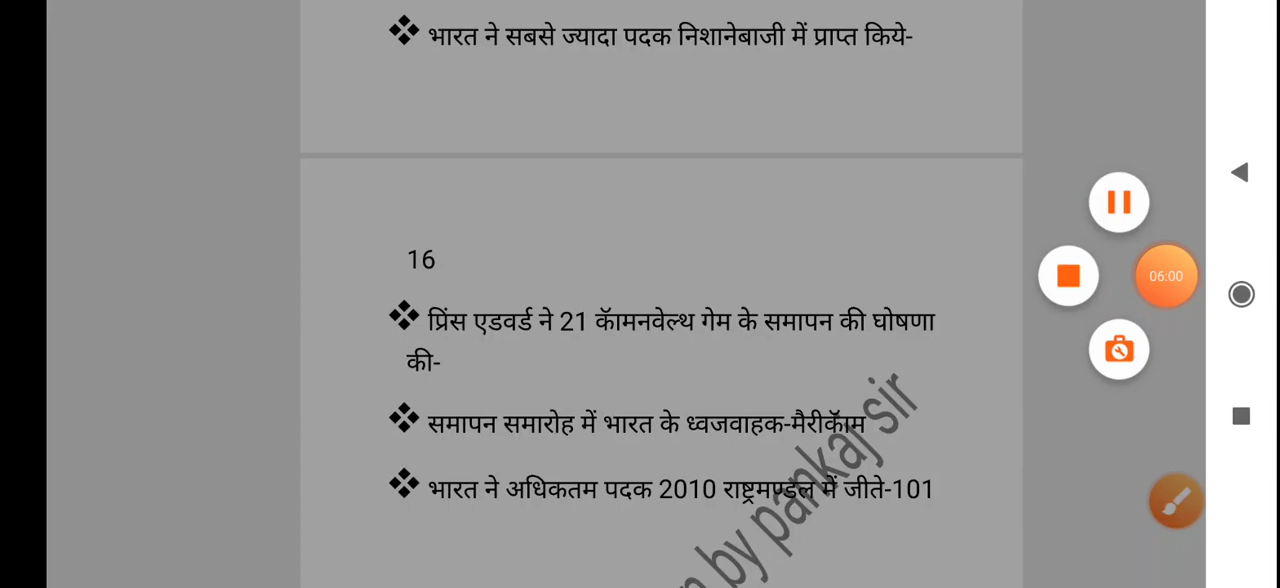 ❖ भारत ने सबसे ज्यादा पदक निशानेबाजी में प्राप्त किये-
16
❖ प्रिंस एडवर्ड ने 21 कॅामनवेल्थ गेम के समापन की घोषणा
की-
❖ समापन समारोह में भारत के ध्वजवाहक-मैरीकॅाम
❖ भारत ने अधिकतम पदक 2010 राष्ट्रमण्डल में जीते-101
by pankaj sir
06:00